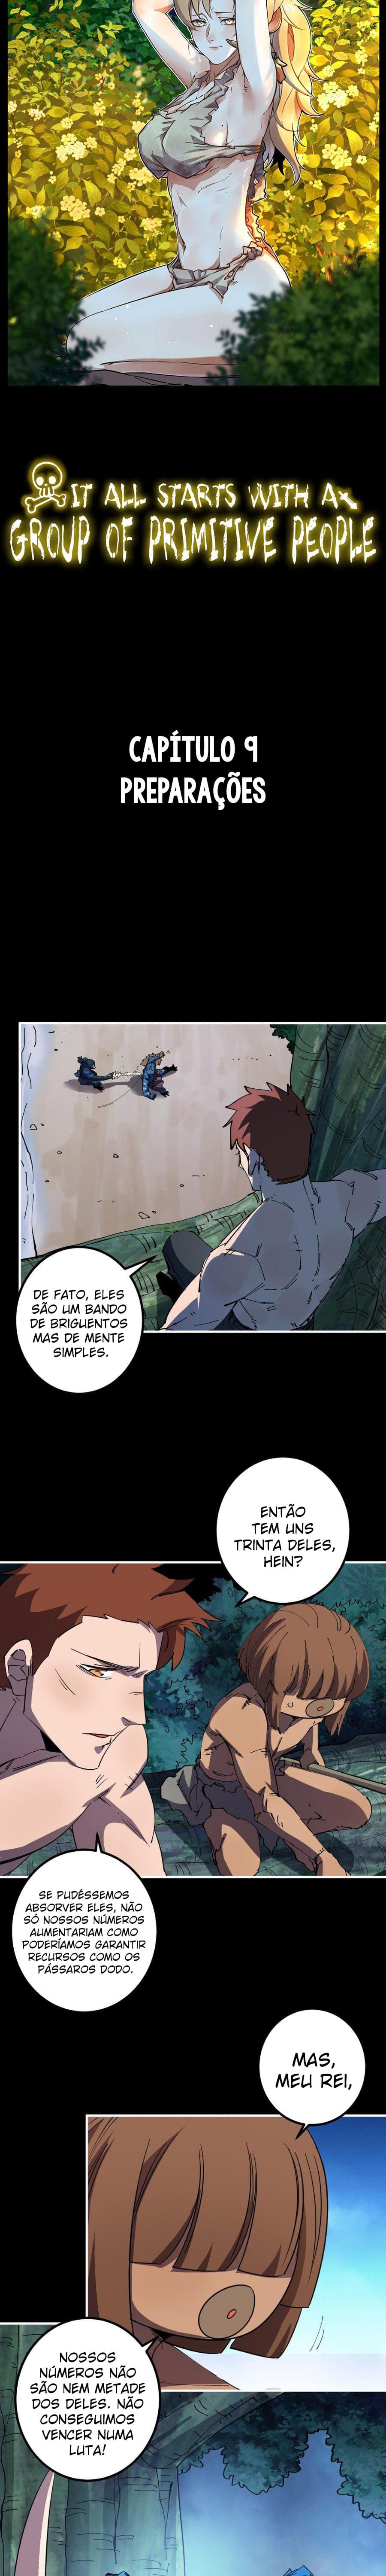 IT ALL STARTS WITH A
GROUP OF PRIMITIVE PEOPLE
CAPÍTULO 9
PREPARAÇÕES
DE FATO, ELES
SÃO UM BANDO
DE BRIGUENTOS
MAS DE MENTE
SIMPLES.
ENTÃO
TEM UNS
TRINTA DELES,
HEIN?
SE PUDÉSSEMOS
ABSORVER ELES, NÃO
SÓ NOSSOS NÚMEROS
AUMENTARIAM COMO
PODERÍAMOS GARANTIR
RECURSOS COMO OS
PÁSSAROS DODO.
MAS,
MEU REI,
NOSSOS
NÚMEROS NÃO
SÃO NEM METADE
DOS DELES. NÃO
CONSEGUIMOS
VENCER NUMA
LUTA!